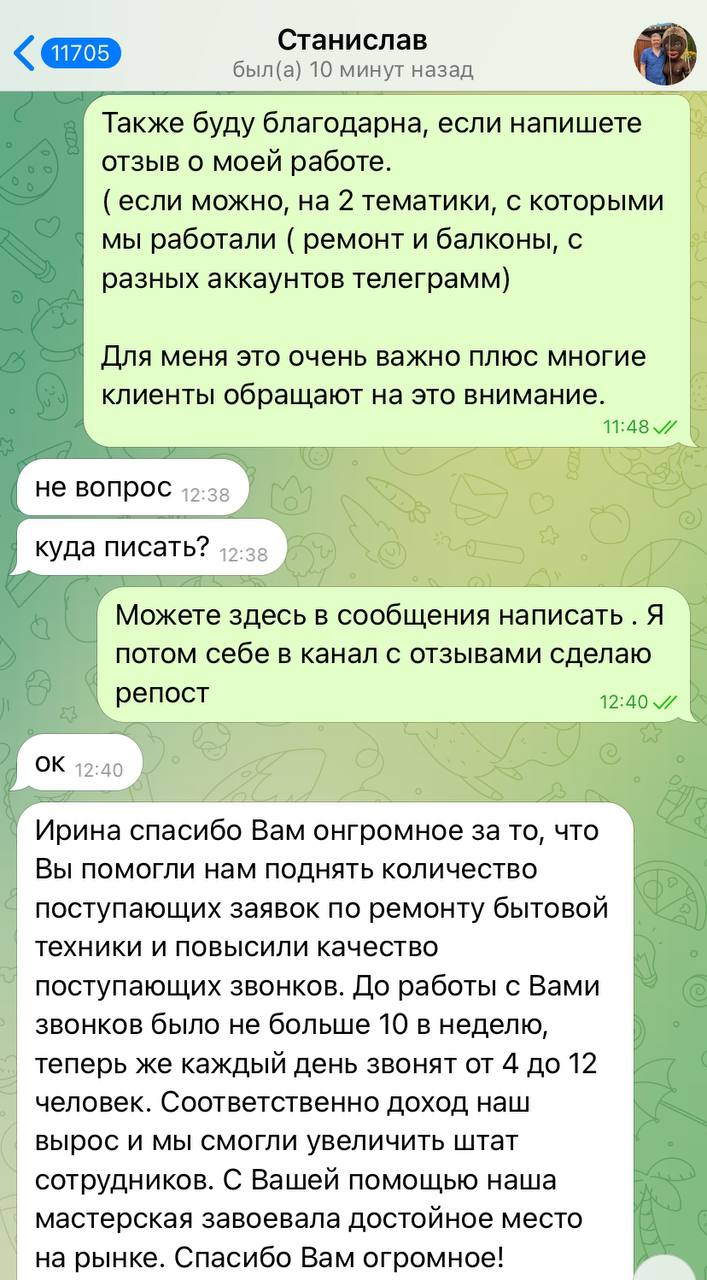 11705
Станислав
был(а) 10 минут назад
Также буду благодарна, если напишете
отзыв о моей работе.
( если можно, на 2 тематики, с которыми
мы работали ( ремонт и балконы, с
разных аккаунтов телеграмм)
Для меня это очень важно плюс многие
клиенты обращают на это внимание.
11:48
не вопрос 12:38
куда писать? 12:38
Можете здесь в сообщения написать . Я
потом себе в канал с отзывами сделаю
репост
12:40
ок 12:40
Ирина спасибо Вам онгромное за то, что
Вы помогли нам поднять количество
поступающих заявок по ремонту бытовой
техники и повысили качество
поступающих звонков. До работы с Вами
звонков было не больше 10 в неделю,
теперь же каждый день звонят от 4 до 12
человек. Соответственно доход наш
вырос и мы смогли увеличить штат
сотрудников. С Вашей помощью наша
мастерская завоевала достойное место
на рынке. Спасибо Вам огромное!